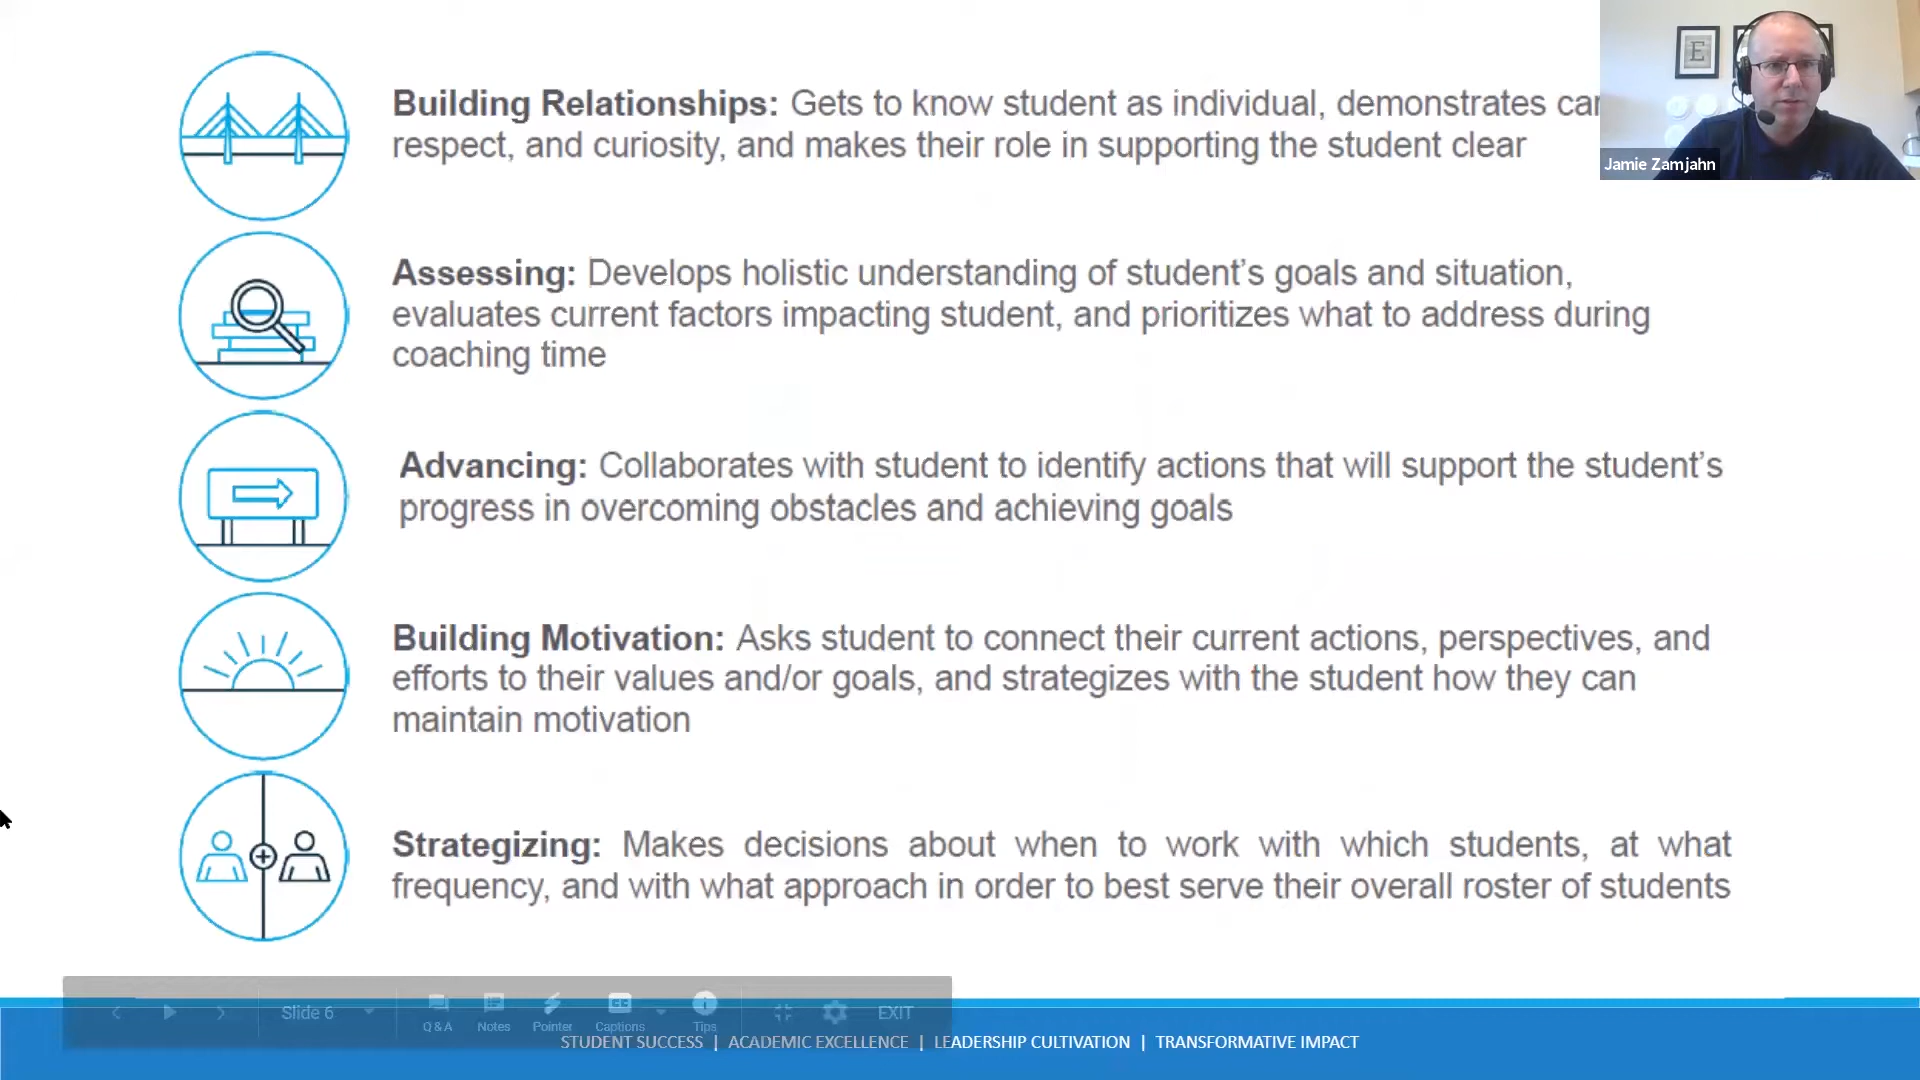 Building Relationships: Gets to know student as individual, demonstrates
respect, and curiosity, and makes their role in supporting the student clear
E
Jamie Zamjahn
Assessing: Develops holistic understanding of student’s goals and situation,
evaluates current factors impacting student, and prioritizes what to address during
coaching time
Advancing: Collaborates with student to identify actions that will support the student’s
progress in overcoming obstacles and achieving goals
Building Motivation: Asks student to connect their current actions, perspectives, and
efforts to their values and/or goals, and strategizes with the student how they can
maintain motivation
Strategizing: Makes decisions about when to work with which students, at what
frequency, and with what approach in order to best serve their overall roster of students
Slide 6
CC
EXIT
Q & A Notes Pointer Captions Tips
STUDENT SUCCESS | ACADEMIC EXCELLENCE | LEADERSHIP CULTIVATION | TRANSFORMATIVE IMPACT